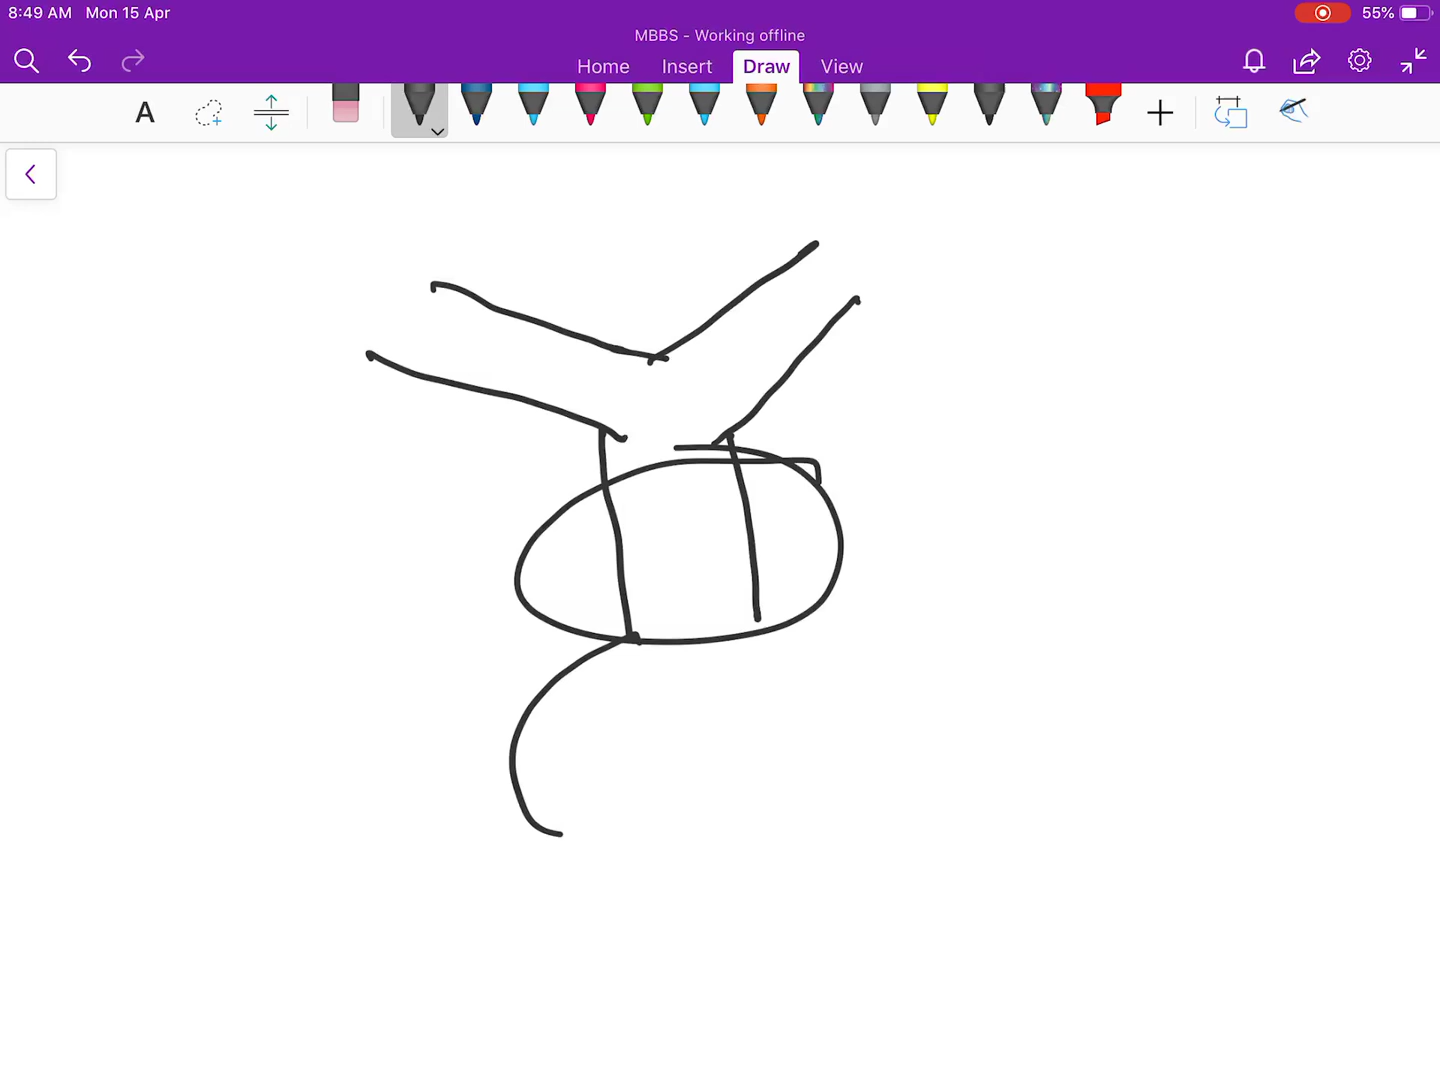 8:49 AM Mon 15 Apr
55%
MBBS - Working offline
Home Insert Draw View
A